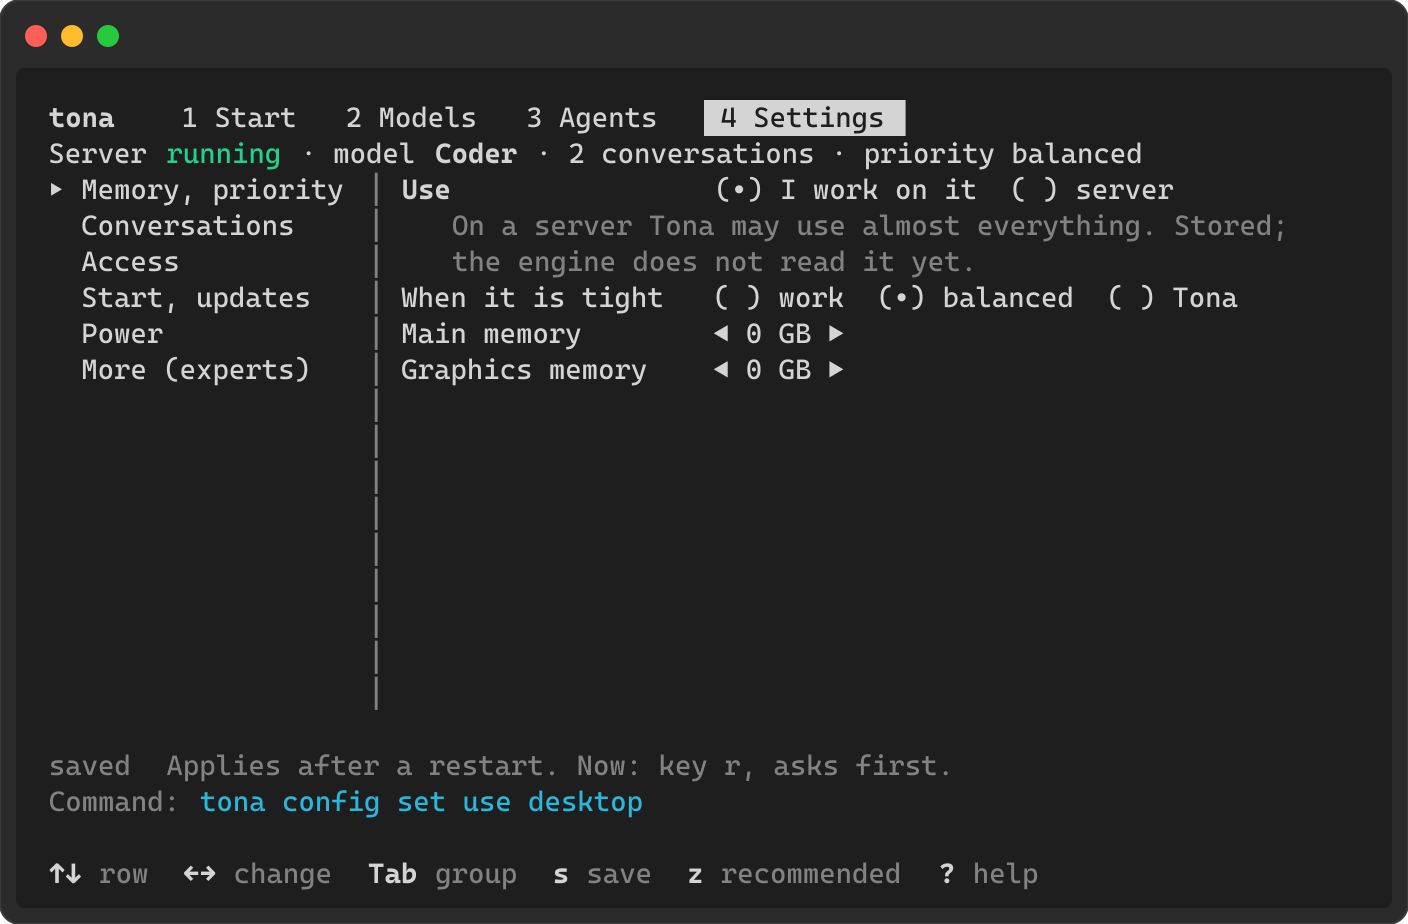 tona 1 Start 2 Models 3 Agents 4 Settings
Server running · model Coder · 2 conversations · priority balanced
▸ Memory, priority │ Use (•) I work on it ( ) server
Conversations │ On a server Tona may use almost everything. Stored;
Access │ the engine does not read it yet.
Start, updates │ When it is tight ( ) work (•) balanced ( ) Tona
Power │ Main memory ◀ 0 GB ▶
More (experts) │ Graphics memory ◀ 0 GB ▶
saved Applies after a restart. Now: key r, asks first.
Command: tona config set use desktop
↑↓ row ←→ change Tab group s save z recommended ? help